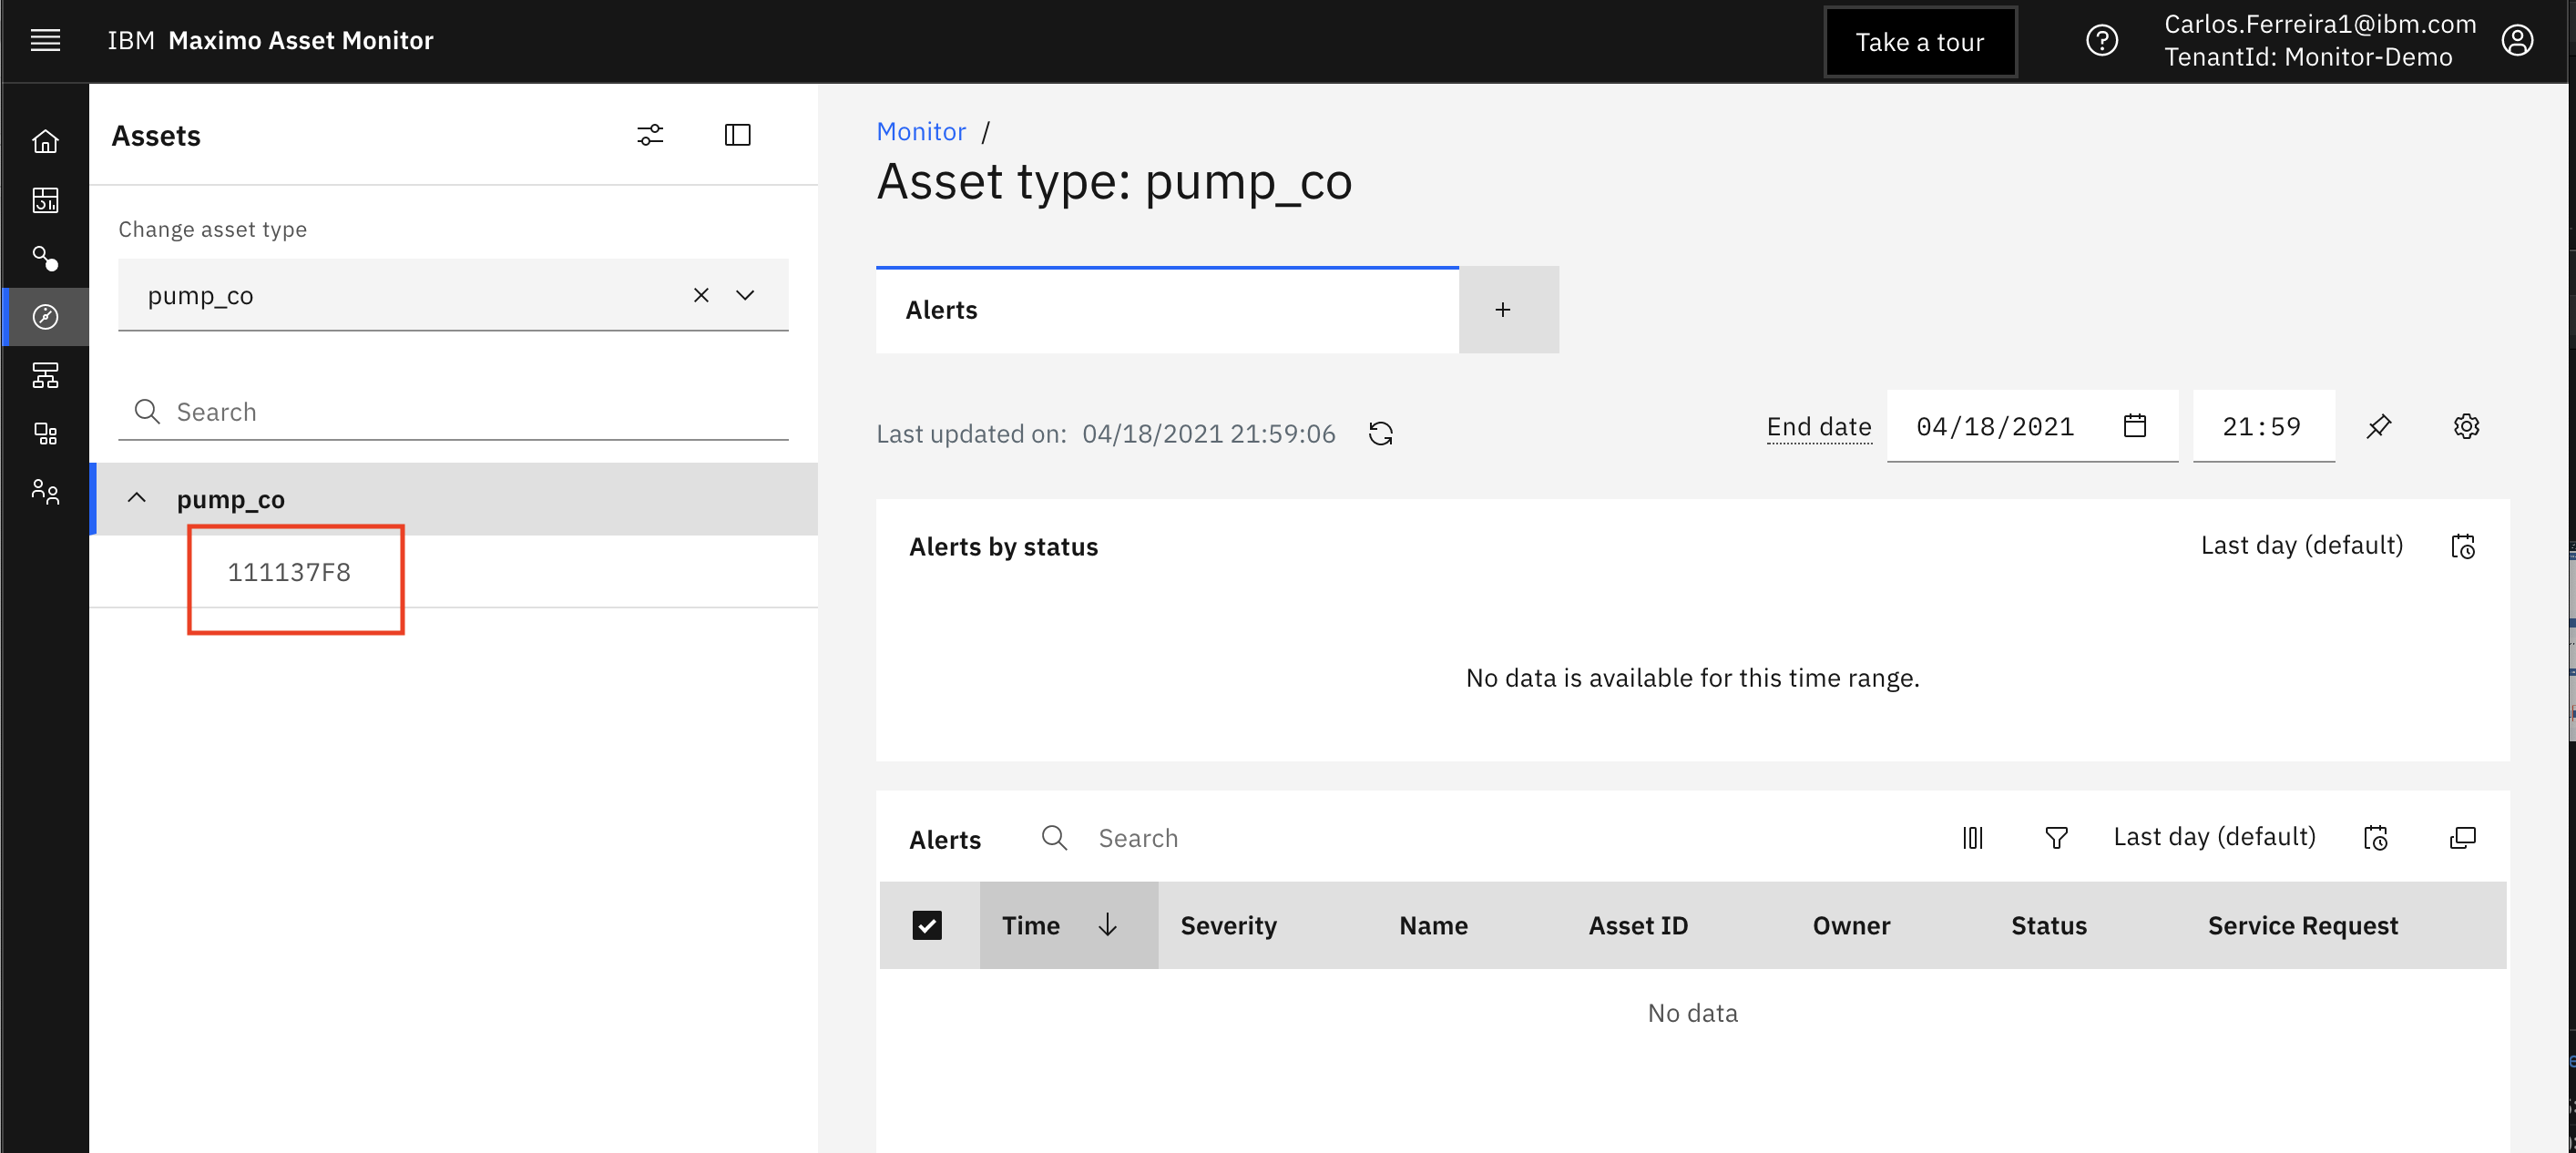 IBM Maximo Asset Monitor
Take a tour
Carlos.Ferreira1@ibm.com
TenantId: Monitor-Demo
Assets
Change asset type
pump_co
Search
pump_co
111137F8
Monitor /
Asset type: pump_co
Alerts
+
Last updated on: 04/18/2021 21:59:06
End date 04/18/2021 21:59
Alerts by status
Last day (default)
No data is available for this time range.
Alerts
Search
Last day (default)
Time Severity Name Asset ID Owner Status Service Request
No data